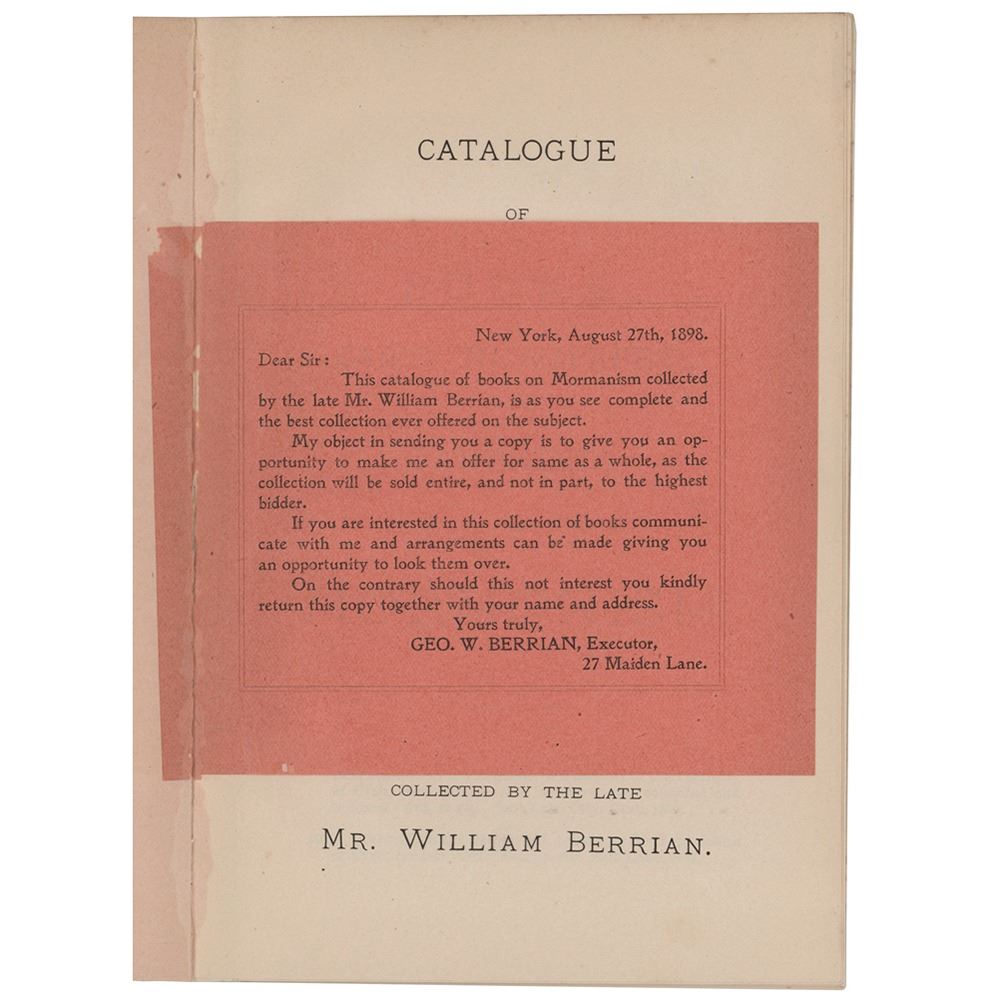 CATALOGUE
OF
New York, August 27th, 1898.
Dear Sir:
This catalogue of books on Mormanism collected
by the late Mr. William Berrian, is as you see complete and
the best collection ever offered on the subject.
My object in sending you a copy is to give you an op-
portunity to make me an offer for same as a whole, as the
collection will be sold entire, and not in part, to the highest
bidder.
If you are interested in this collection of books communi-
cate with me and arrangements can be made giving you
an opportunity to look them over.
On the contrary should this not interest you kindly
return this copy together with your name and address.
Yours truly,
GEO. W. BERRIAN, Executor,
27 Maiden Lane.
COLLECTED BY THE LATE
MR. WILLIAM BERRIAN.